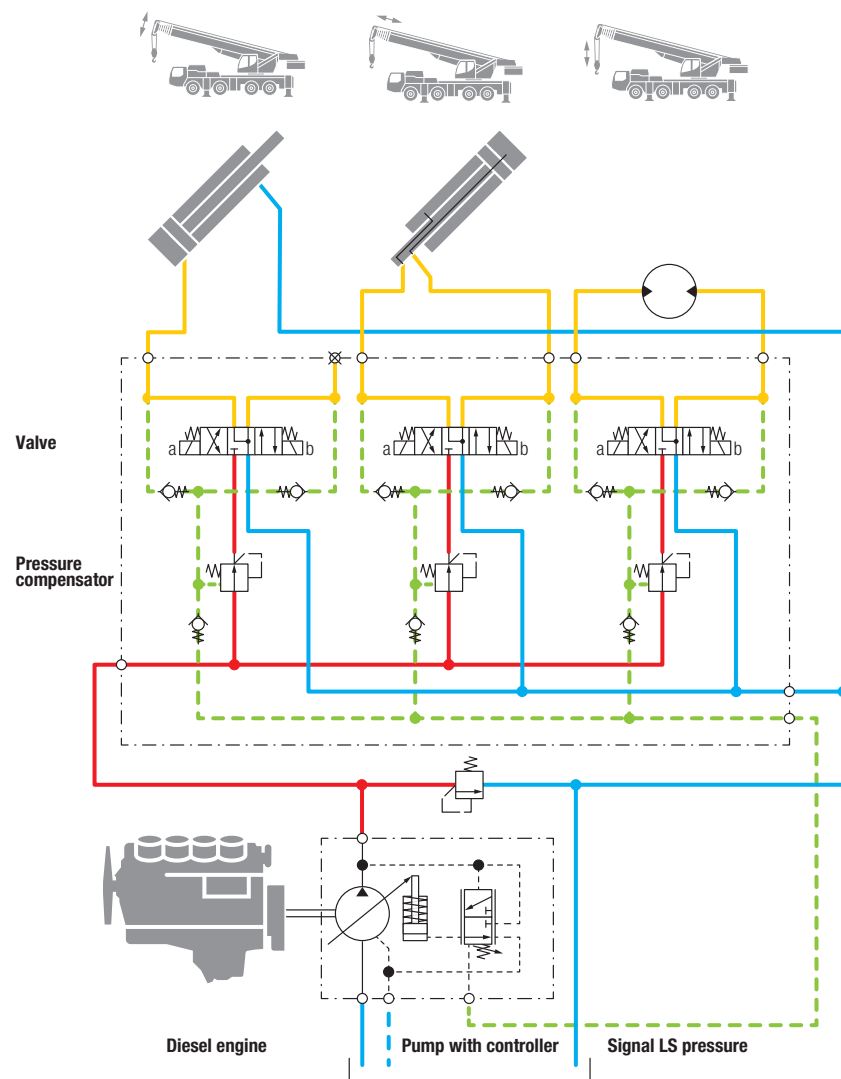 Valve
a
b
a
b
a
b
Pressure
compensator
Diesel engine
Pump with controller
Signal LS pressure